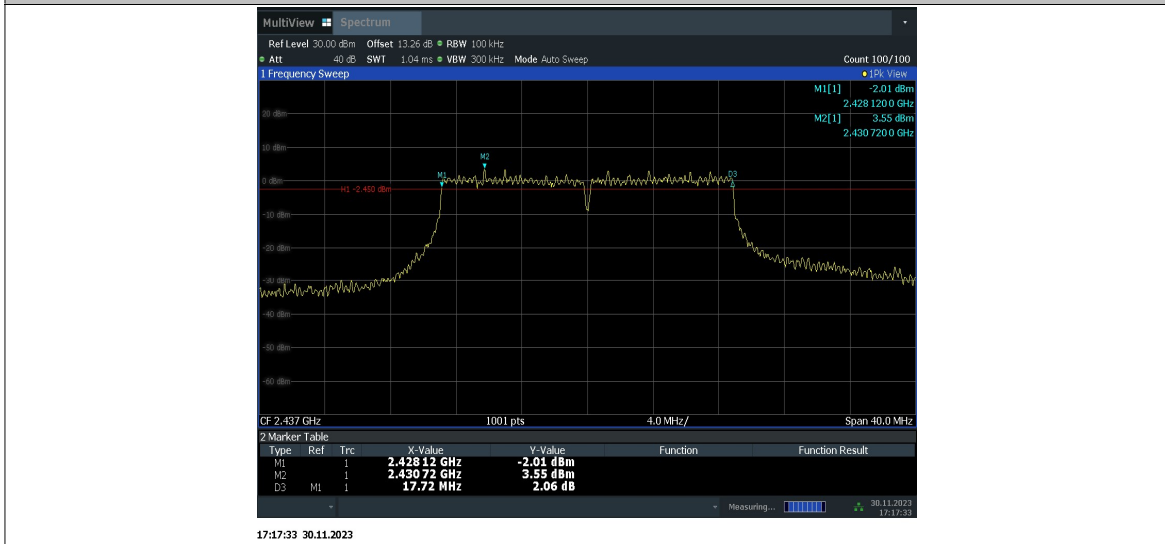 MultiView Spectrum
Ref Level 30.00 dBm Offset 13.26 dB RBW 100 kHz
Att 40 dB SWT 1.04 ms VBW 300 kHz Mode Auto Sweep Count 100/100
1 Frequency Sweep 1Pk View
M1[1] -2.01 dBm
2.428 120 0 GHz
M2[1] 3.55 dBm
2.430 720 0 GHz
20 dBm
10 dBm
M2
M1 D3
0 dBm
H1 -2.450 dBm
-10 dBm
-20 dBm
-30 dBm
-40 dBm
-50 dBm
-60 dBm
CF 2.437 GHz 1001 pts 4.0 MHz/ Span 40.0 MHz
2 Marker Table
Type Ref Trc X-Value Y-Value Function Function Result
M1 1 2.428 12 GHz -2.01 dBm
M2 1 2.430 72 GHz 3.55 dBm
D3 M1 1 17.72 MHz 2.06 dB
Measuring... 30.11.2023
17:17:33
17:17:33 30.11.2023